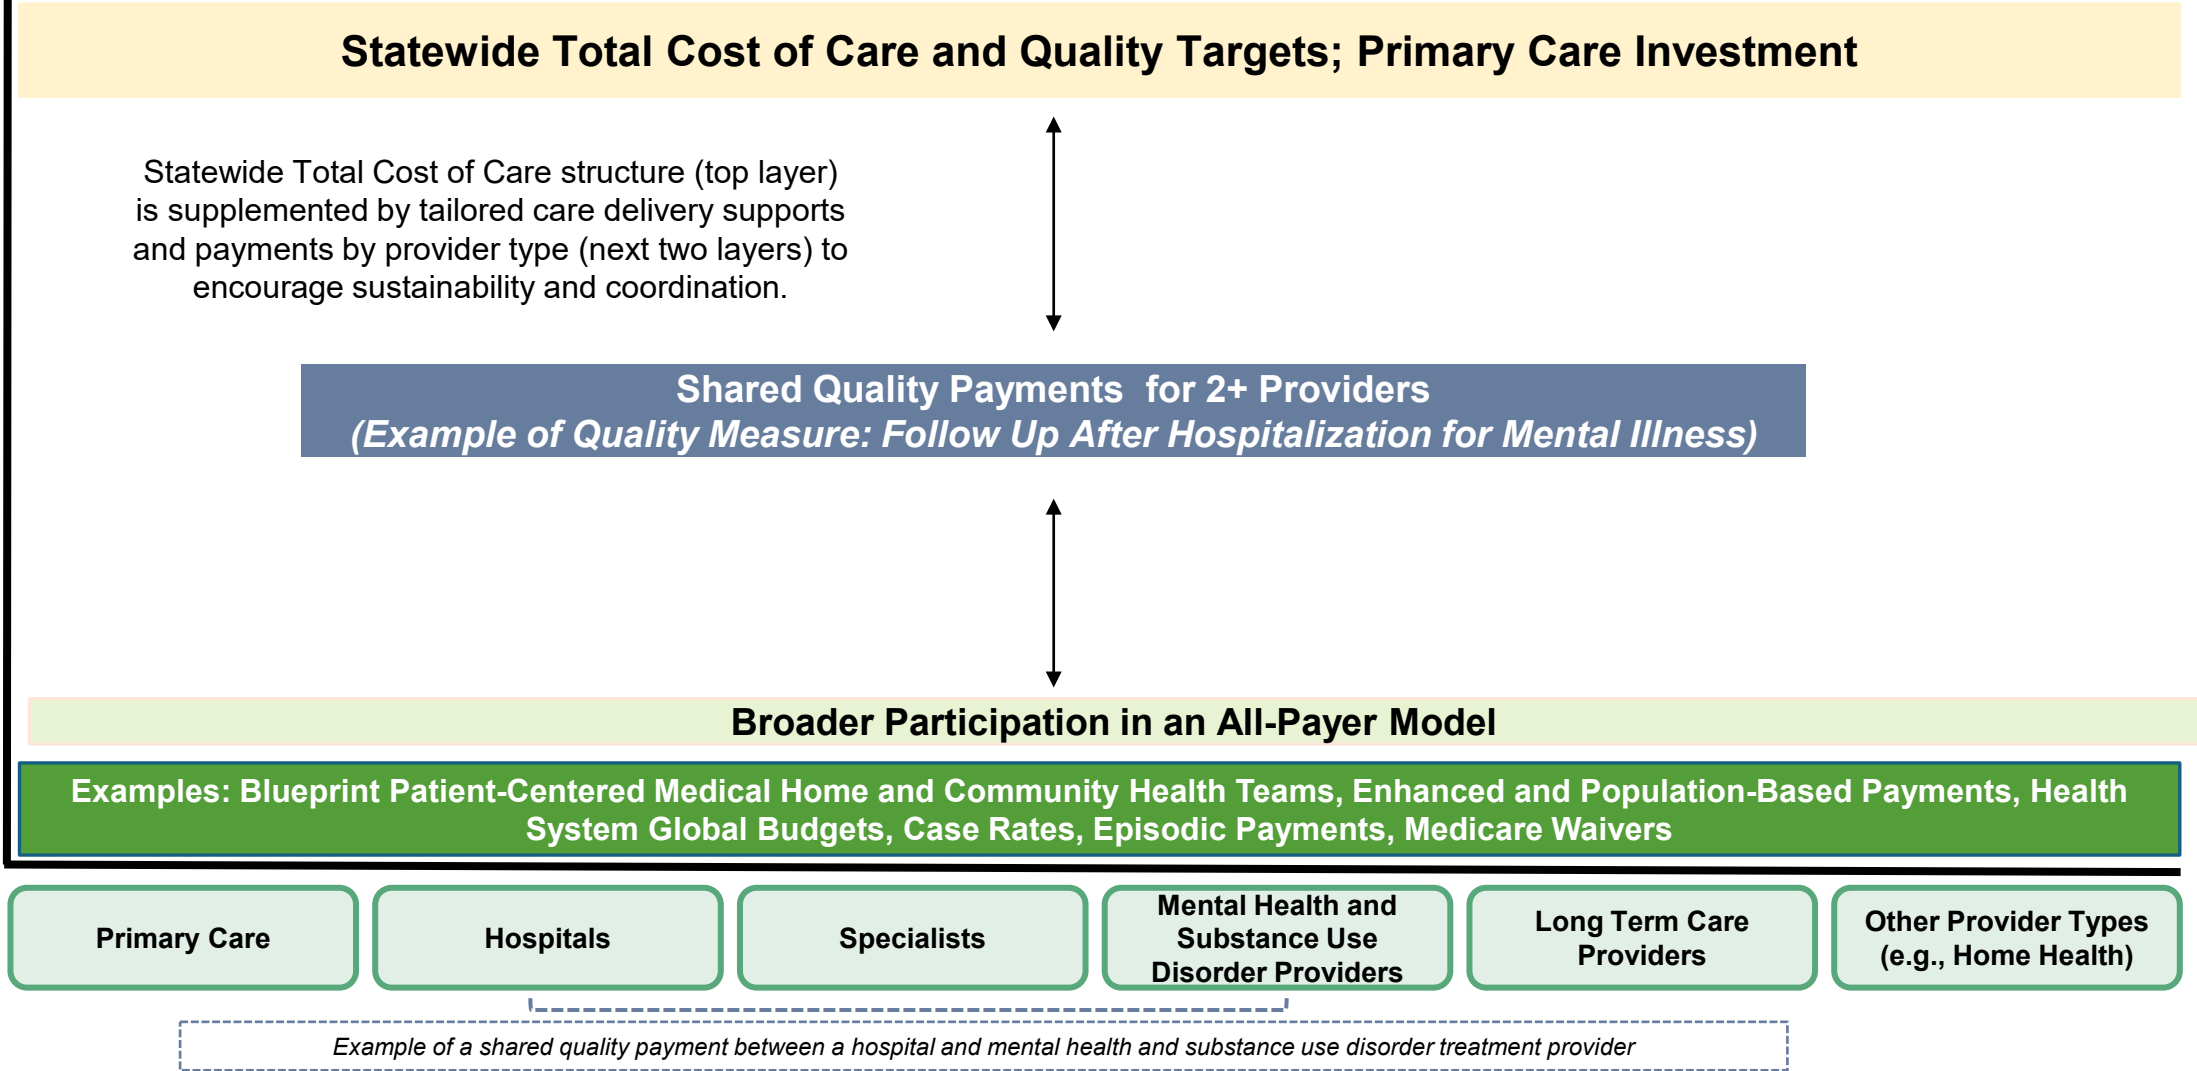 Statewide Total Cost of Care and Quality Targets; Primary Care Investment
Statewide Total Cost of Care structure (top layer)
is supplemented by tailored care delivery supports
and payments by provider type (next two layers) to
encourage sustainability and coordination.
Shared Quality Payments for 2+ Providers
(Example of Quality Measure: Follow Up After Hospitalization for Mental Illness)
Broader Participation in an All-Payer Model
Examples: Blueprint Patient-Centered Medical Home and Community Health Teams, Enhanced and Population-Based Payments, Health
System Global Budgets, Case Rates, Episodic Payments, Medicare Waivers
Primary Care
Hospitals
Specialists
Mental Health and
Substance Use
Disorder Providers
Long Term Care
Providers
Other Provider Types
(e.g., Home Health)
Example of a shared quality payment between a hospital and mental health and substance use disorder treatment provider